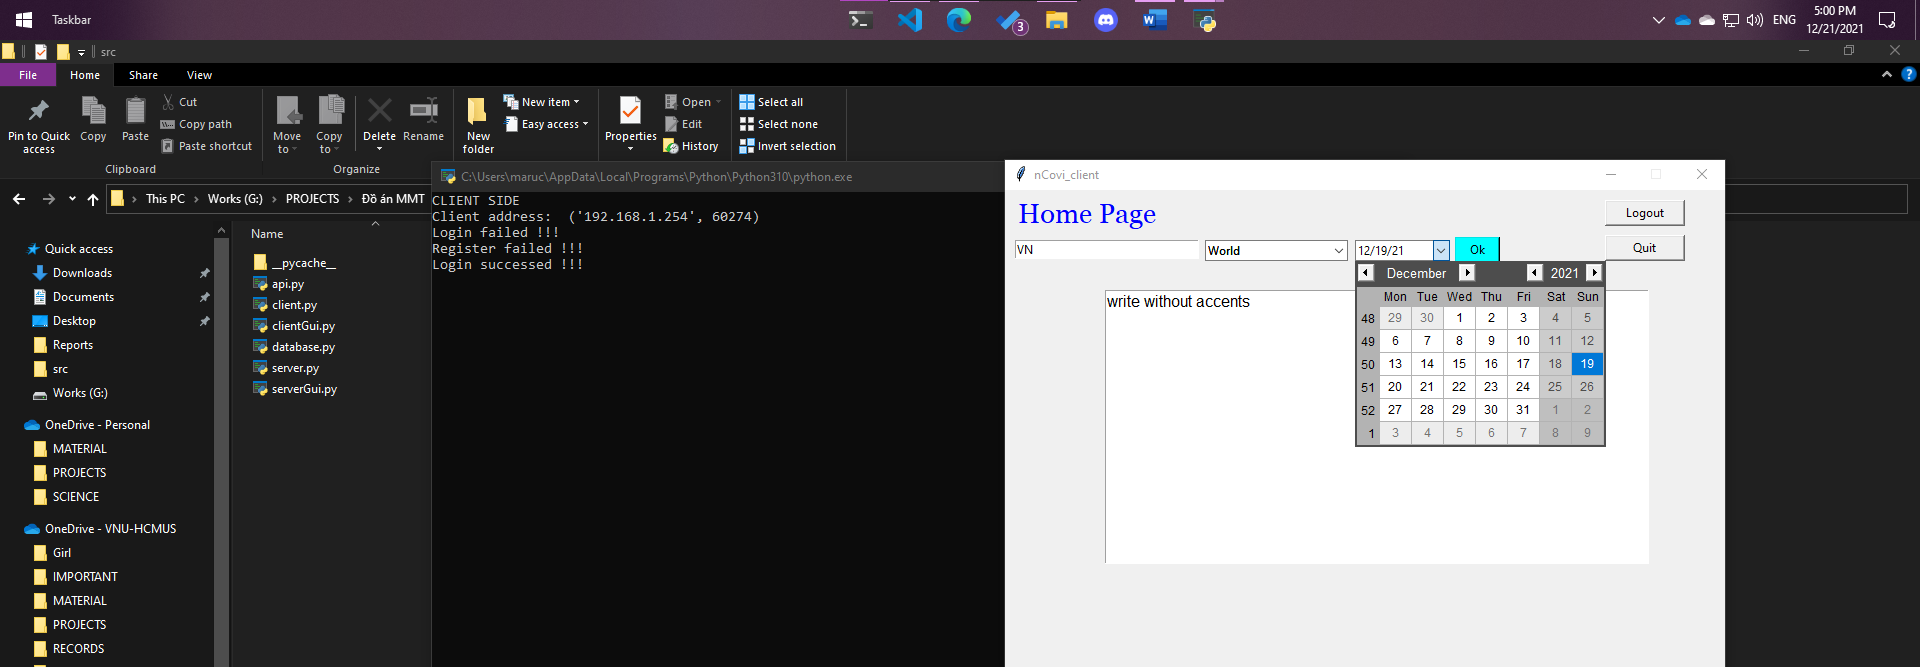 Taskbar
3
ENG
5:00 PM
12/21/2021
src
File
Home
Share
View
Pin to Quick access
Copy
Paste
Cut
Copy path
Paste shortcut
Clipboard
Move to
Copy to
Delete
Rename
Organize
New folder
New item
Easy access
Properties
Open
Edit
History
Select all
Select none
Invert selection
This PC > Works (G:) > PROJECTS > Đồ án MMT
Quick access
Downloads
Documents
Desktop
Reports
src
Works (G:)
OneDrive - Personal
MATERIAL
PROJECTS
SCIENCE
OneDrive - VNU-HCMUS
Girl
IMPORTANT
MATERIAL
PROJECTS
RECORDS
Name
__pycache__
api.py
client.py
clientGui.py
database.py
server.py
serverGui.py
C:\Users\maruc\AppData\Local\Programs\Python\Python310\python.exe
CLIENT SIDE
Client address:  ('192.168.1.254', 60274)
Login failed !!!
Register failed !!!
Login successed !!!
nCovi_client
Home Page
Logout
VN
World
12/19/21
Ok
Quit
write without accents
December
2021
Mon Tue Wed Thu Fri Sat Sun
48 29 30 1 2 3 4 5
49 6 7 8 9 10 11 12
50 13 14 15 16 17 18 19
51 20 21 22 23 24 25 26
52 27 28 29 30 31 1 2
1 3 4 5 6 7 8 9